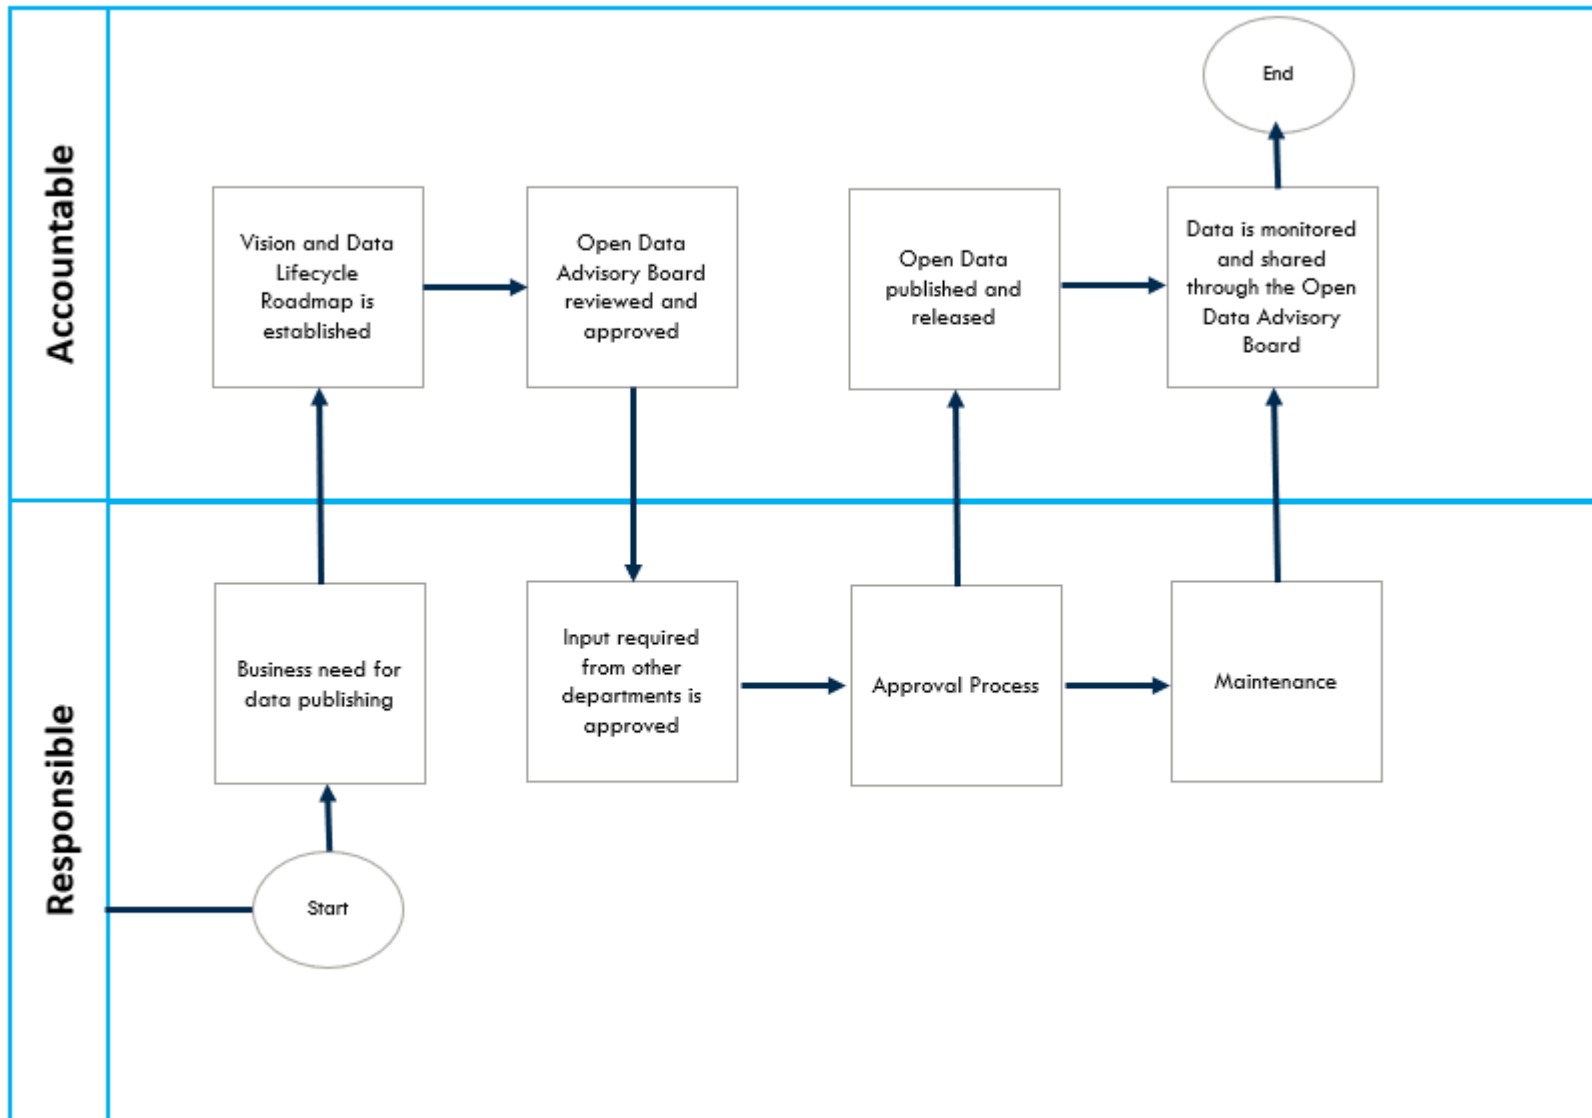 Accountable
End
Vision and Data
Lifecycle
Roadmap is
established
Open Data
Advisory Board
reviewed and
approved
Open Data
published and
released
Data is monitored
and shared
through the Open
Data Advisory
Board
Responsible
Business need for
data publishing
Input required
from other
departments is
approved
Approval Process
Maintenance
Start